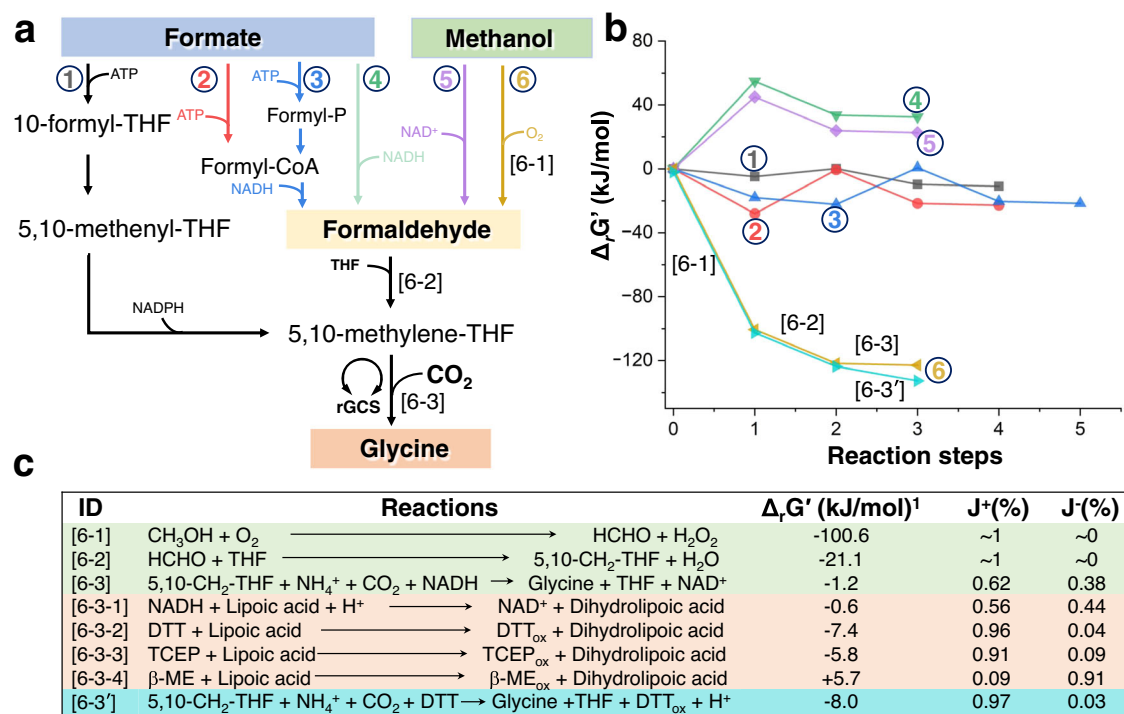 a
Formate
Methanol
1
ATP
2
ATP
ATP
3
4
5
6
10-formyl-THF
Formyl-P
NAD⁺
O₂
Formyl-CoA
NADH
NADH
[6-1]
5,10-methenyl-THF
Formaldehyde
THF
[6-2]
NADPH
5,10-methylene-THF
rGCS
CO₂
[6-3]
Glycine
b
ΔᵣG' (kJ/mol)
80
40
0
−40
−80
−120
4
5
1
2
3
[6-1]
[6-2]
[6-3]
6
[6-3′]
0 1 2 3 4 5
Reaction steps
c
ID Reactions ΔᵣG' (kJ/mol)¹ J⁺(%) J⁻(%)
[6-1] CH₃OH + O₂ → HCHO + H₂O₂ -100.6 ~1 ~0
[6-2] HCHO + THF → 5,10-CH₂-THF + H₂O -21.1 ~1 ~0
[6-3] 5,10-CH₂-THF + NH₄⁺ + CO₂ + NADH → Glycine + THF + NAD⁺ -1.2 0.62 0.38
[6-3-1] NADH + Lipoic acid + H⁺ → NAD⁺ + Dihydrolipoic acid -0.6 0.56 0.44
[6-3-2] DTT + Lipoic acid → DTTₒₓ + Dihydrolipoic acid -7.4 0.96 0.04
[6-3-3] TCEP + Lipoic acid → TCEPₒₓ + Dihydrolipoic acid -5.8 0.91 0.09
[6-3-4] β-ME + Lipoic acid → β-MEₒₓ + Dihydrolipoic acid +5.7 0.09 0.91
[6-3′] 5,10-CH₂-THF + NH₄⁺ + CO₂ + DTT → Glycine +THF + DTTₒₓ + H⁺ -8.0 0.97 0.03